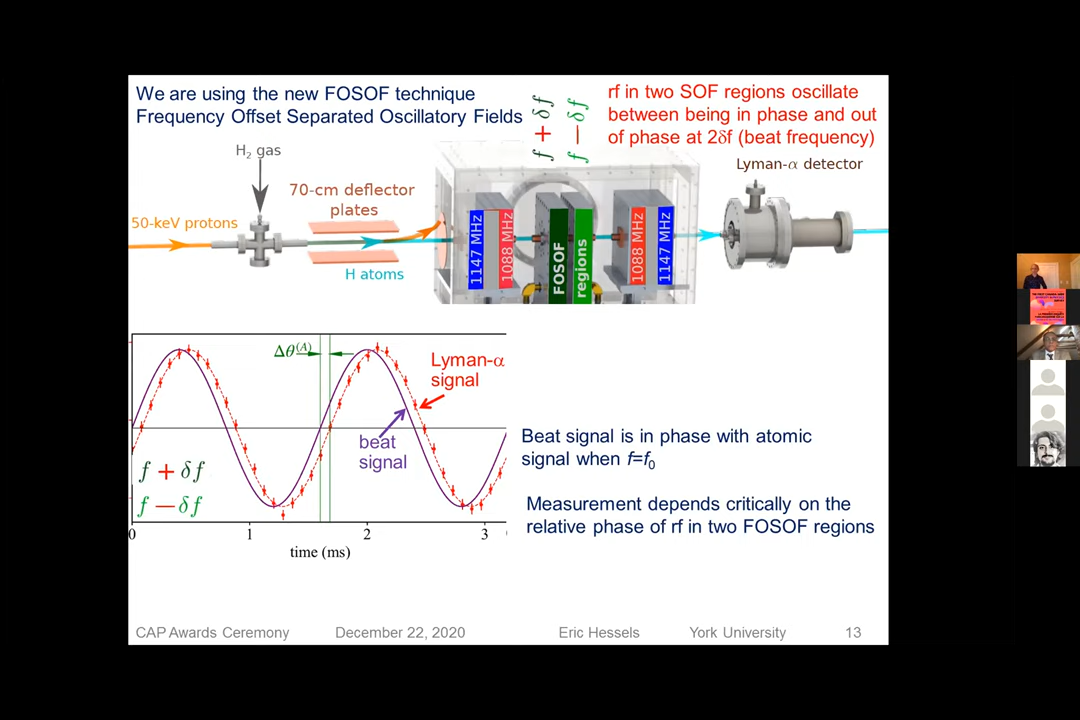 We are using the new FOSOF technique
Frequency Offset Separated Oscillatory Fields
f + δf
f − δf
rf in two SOF regions oscillate
between being in phase and out
of phase at 2δf (beat frequency)
H2 gas
Lyman-α detector
70-cm deflector
plates
50-keV protons
H atoms
1147 MHz
1088 MHz
FOSOF
regions
1088 MHz
1147 MHz
Δθ(A)
Lyman-α
signal
beat
signal
f + δf
f − δf
0 1 2 3
time (ms)
Beat signal is in phase with atomic
signal when f=f0
Measurement depends critically on the
relative phase of rf in two FOSOF regions
CAP Awards Ceremony December 22, 2020 Eric Hessels York University 13